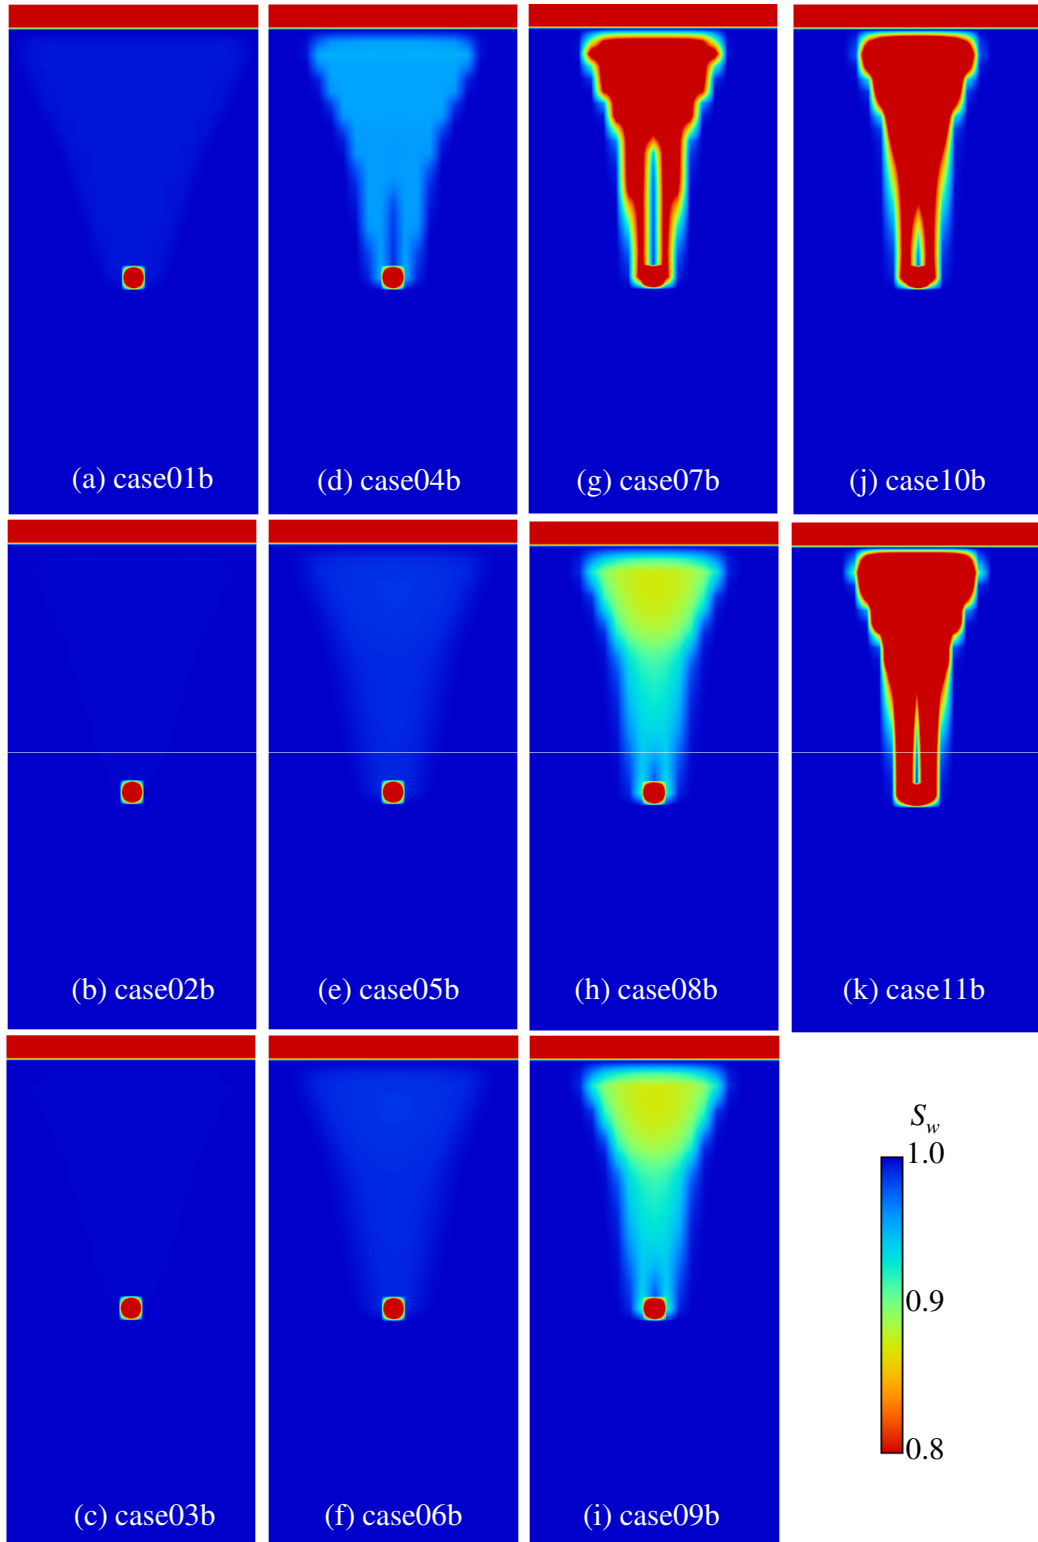 (a) case01b
(d) case04b
(g) case07b
(j) case10b
(b) case02b
(e) case05b
(h) case08b
(k) case11b
(c) case03b
(f) case06b
(i) case09b
S_w
1.0
0.9
0.8